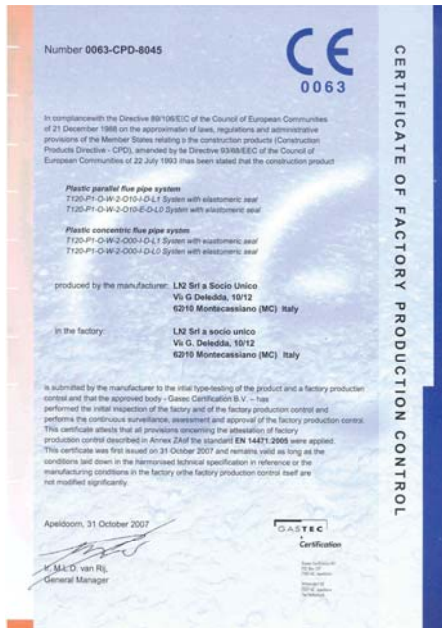 Number 0063-CPD-8045
CE
0063
In compliancewith the Directive 89/106/EEC of the Council of European Communities
of 21 December 1988 on the approximation of laws, regulations and administrative
provisions of the Member States relating to the construction products (Construction
Products Directive - CPD), amended by the Directive 93/68/EEC of the Council of
European Communities of 22 July 1993 ithas been stated that the construction product
Plastic parallel flue pipe system
T120-P1-O-W-2-O10-I-D-L1 System with elastomeric seal
T120-P1-O-W-2-O10-E-D-L0 System with elastomeric seal
Plastic concentric flue pipe system
T120-P1-O-W-2-O00-I-D-L1 System with elastomeric seal
T120-P1-O-W-2-O00-I-D-L0 System with elastomeric seal
produced by the manufacturer: LN2 Srl a Socio Unico
Via G Deledda, 10/12
62010 Montecassiano (MC) Italy
in the factory: LN2 Srl a socio unico
Via G. Deledda, 10/12
62010 Montecassiano (MC) Italy
is submitted by the manufacturer to the initial type-testing of the product and a factory production
control and that the approved body - Gastec Certification B.V. – has
performed the initial inspection of the factory and of the factory production control and
performs the continuous surveillance, assessment and approval of the factory production control.
This certificate attests that all provisions concerning the attestation of factory
production control described in Annex ZAof the standard EN 14471:2005 were applied.
This certificate was first issued on 31 October 2007 and remains valid as long as the
conditions laid down in the harmonised technical specification in reference or the
manufacturing conditions in the factory orthe factory production control itself are
not modified significantly.
Apeldoorn, 31 October 2007
Ir. M.L.D. van Rij,
General Manager
GASTEC
Certification
CERTIFICATE OF FACTORY PRODUCTION CONTROL